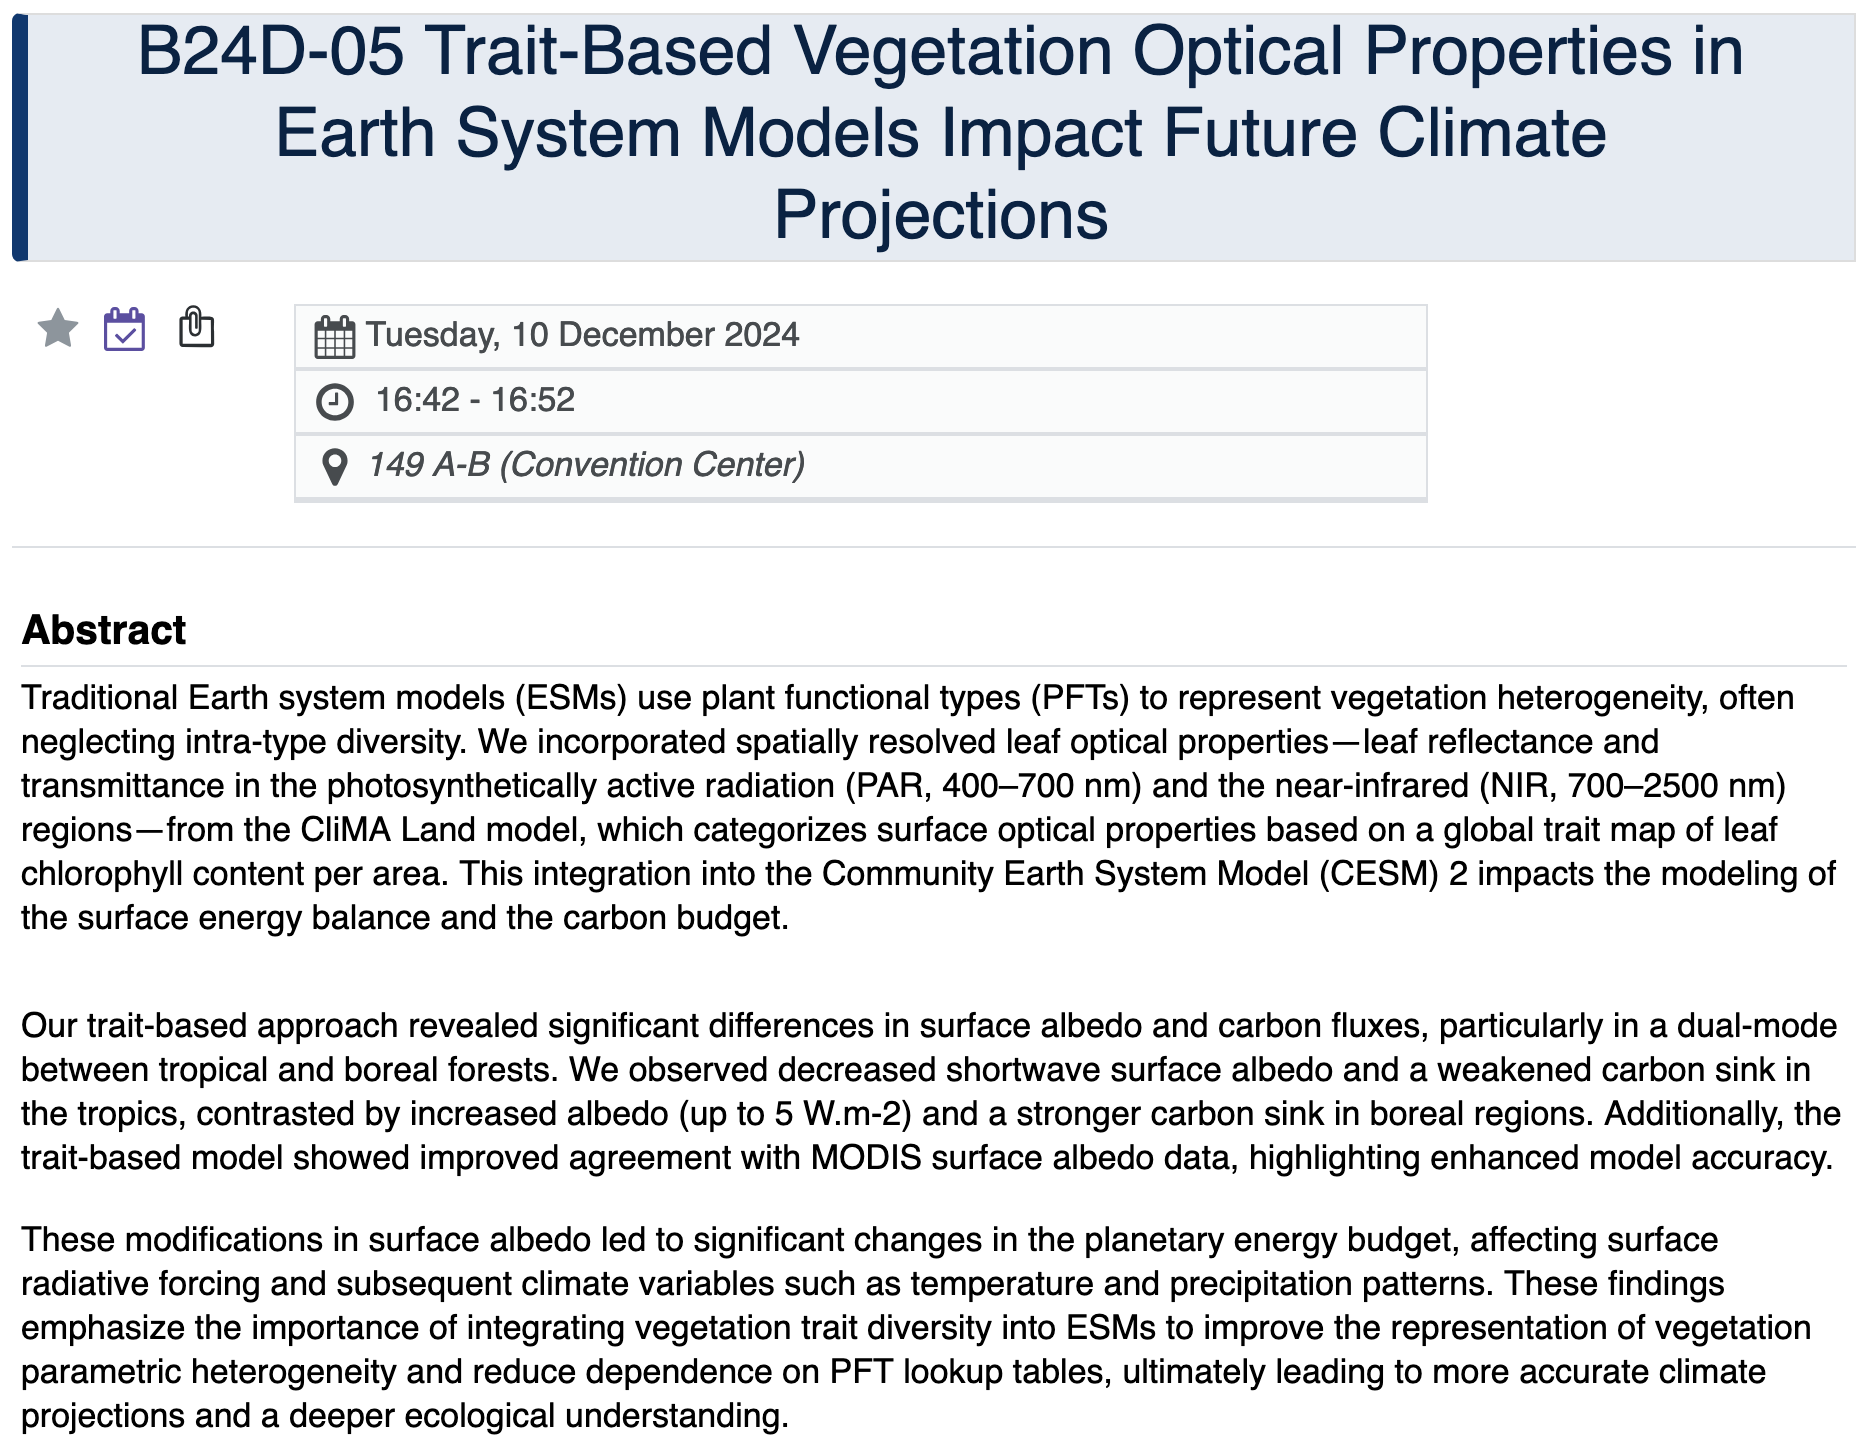 B24D-05 Trait-Based Vegetation Optical Properties in
Earth System Models Impact Future Climate
Projections
Tuesday, 10 December 2024
16:42 - 16:52
149 A-B (Convention Center)
Abstract
Traditional Earth system models (ESMs) use plant functional types (PFTs) to represent vegetation heterogeneity, often
neglecting intra-type diversity. We incorporated spatially resolved leaf optical properties—leaf reflectance and
transmittance in the photosynthetically active radiation (PAR, 400–700 nm) and the near-infrared (NIR, 700–2500 nm)
regions—from the CliMA Land model, which categorizes surface optical properties based on a global trait map of leaf
chlorophyll content per area. This integration into the Community Earth System Model (CESM) 2 impacts the modeling of
the surface energy balance and the carbon budget.
Our trait-based approach revealed significant differences in surface albedo and carbon fluxes, particularly in a dual-mode
between tropical and boreal forests. We observed decreased shortwave surface albedo and a weakened carbon sink in
the tropics, contrasted by increased albedo (up to 5 W.m-2) and a stronger carbon sink in boreal regions. Additionally, the
trait-based model showed improved agreement with MODIS surface albedo data, highlighting enhanced model accuracy.
These modifications in surface albedo led to significant changes in the planetary energy budget, affecting surface
radiative forcing and subsequent climate variables such as temperature and precipitation patterns. These findings
emphasize the importance of integrating vegetation trait diversity into ESMs to improve the representation of vegetation
parametric heterogeneity and reduce dependence on PFT lookup tables, ultimately leading to more accurate climate
projections and a deeper ecological understanding.